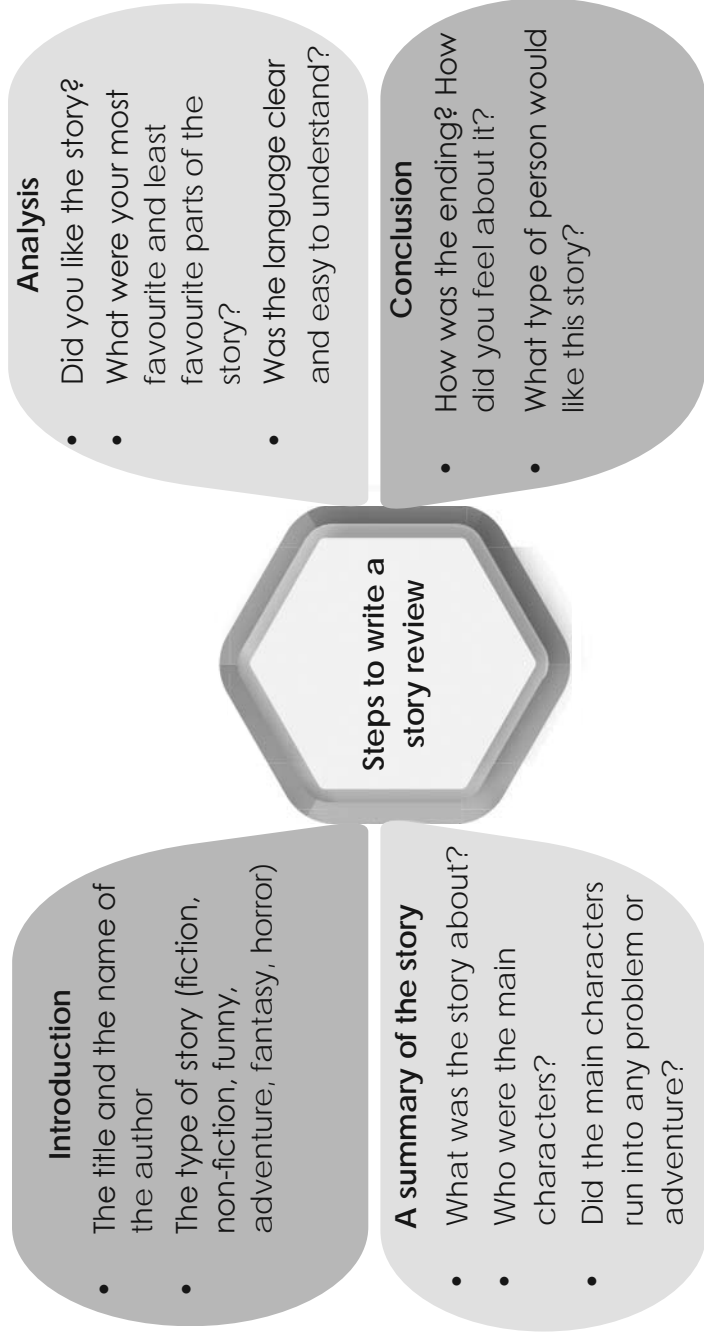 Steps to write a
story review
Introduction
• The title and the name of
the author
• The type of story (fiction,
non-fiction, funny,
adventure, fantasy, horror)
Analysis
• Did you like the story?
• What were your most
favourite and least
favourite parts of the
story?
• Was the language clear
and easy to understand?
A summary of the story
• What was the story about?
• Who were the main
characters?
• Did the main characters
run into any problem or
adventure?
Conclusion
• How was the ending? How
did you feel about it?
• What type of person would
like this story?